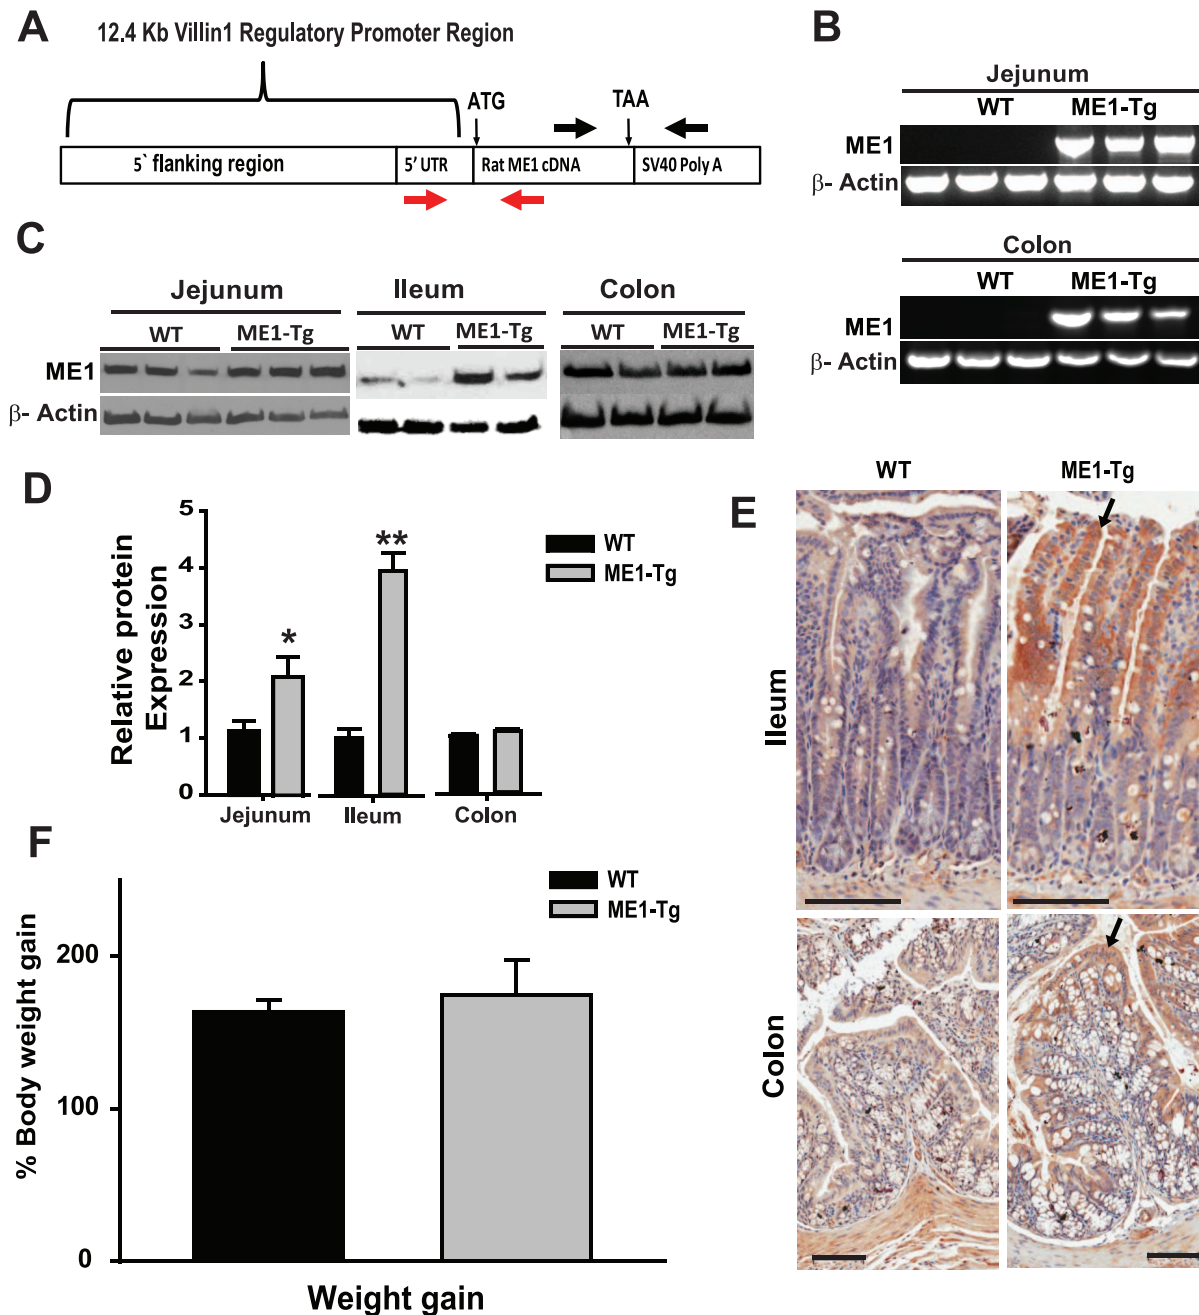 A
12.4 Kb Villin1 Regulatory Promoter Region
ATG
TAA
5` flanking region
5' UTR
Rat ME1 cDNA
SV40 Poly A
B
Jejunum
WT
ME1-Tg
ME1
β- Actin
Colon
WT
ME1-Tg
ME1
β- Actin
C
Jejunum
Ileum
Colon
WT
ME1-Tg
WT
ME1-Tg
WT
ME1-Tg
ME1
β- Actin
D
Relative protein
Expression
5
4
3
2
1
0
*
**
WT
ME1-Tg
Jejunum
Ileum
Colon
E
WT
ME1-Tg
Ileum
Colon
F
% Body weight gain
200
100
0
WT
ME1-Tg
Weight gain